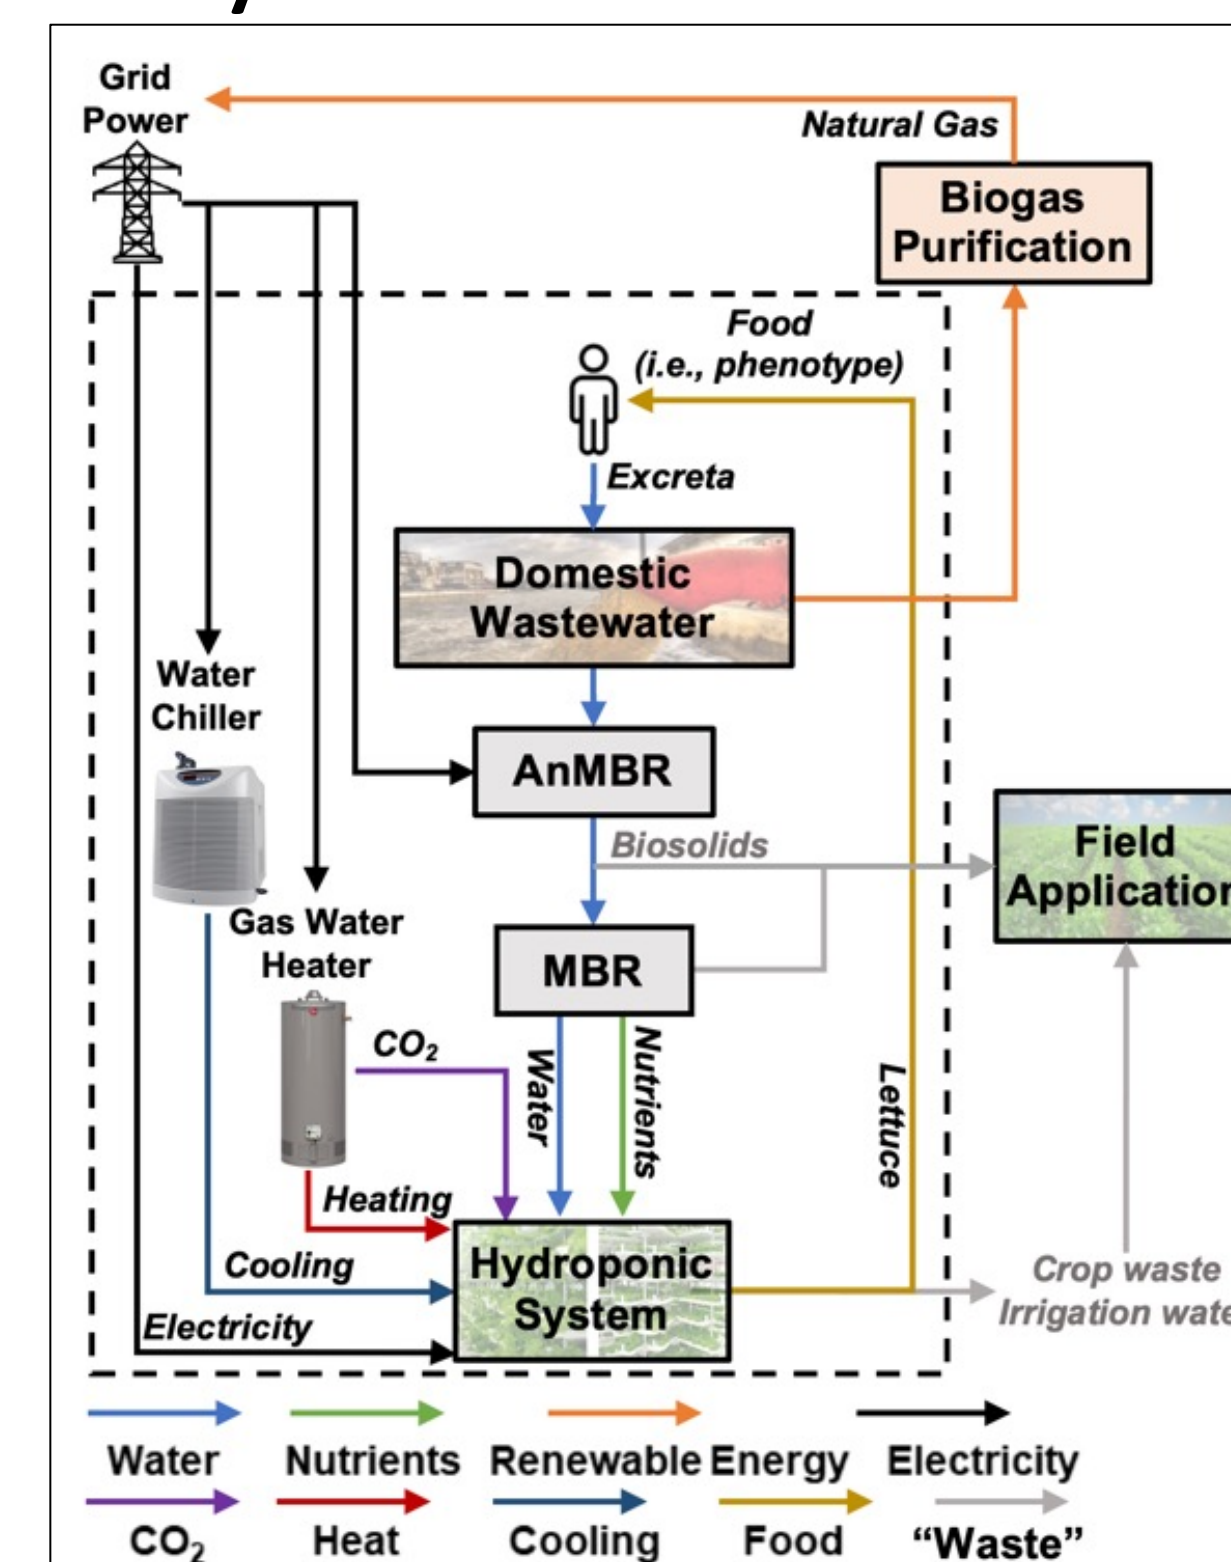 Grid
Power
Natural Gas
Biogas
Purification
Food
(i.e., phenotype)
Excreta
Domestic
Wastewater
Water
Chiller
AnMBR
Biosolids
Field
Application
Gas Water
Heater
MBR
CO₂
Water
Nutrients
Lettuce
Heating
Hydroponic
System
Cooling
Crop waste
Irrigation
Electricity
Water Nutrients Renewable Energy Electricity
CO₂ Heat Cooling Food “Waste”